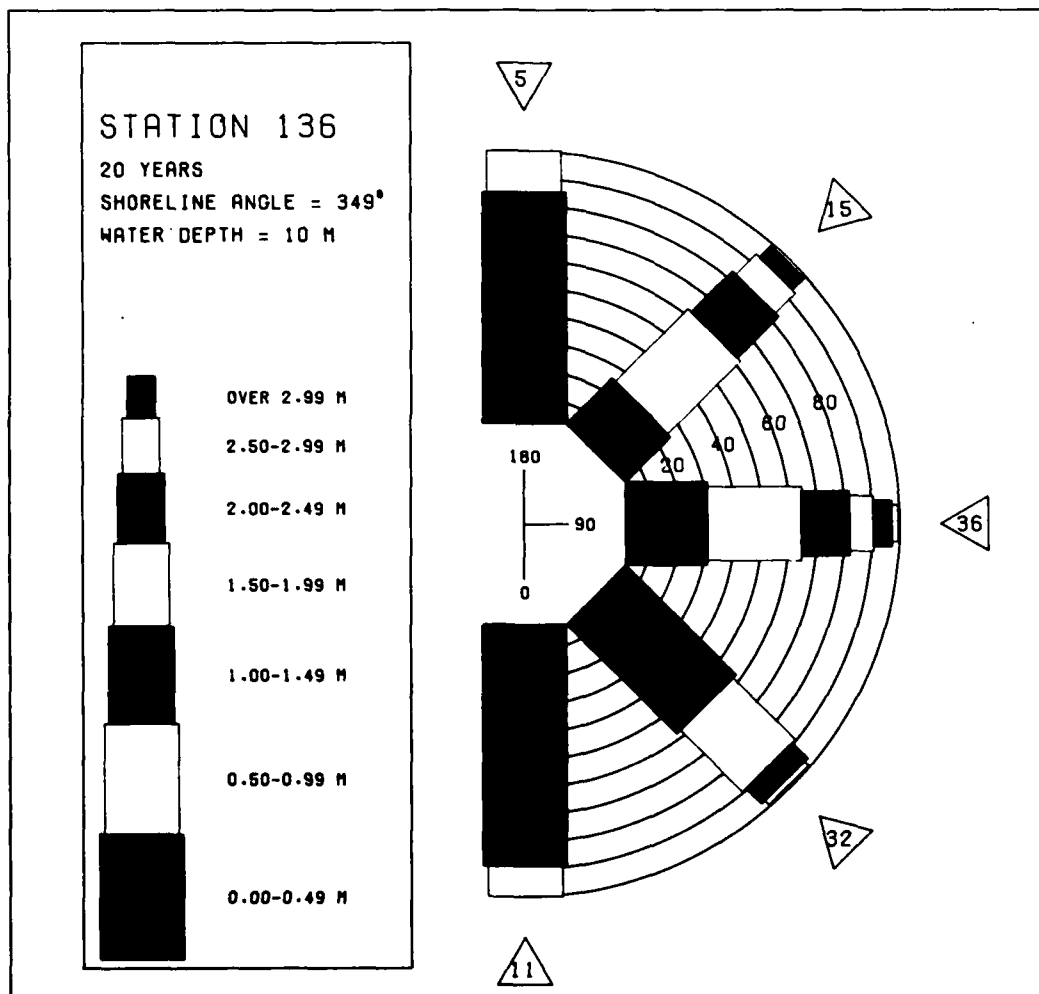 STATION 136
20 YEARS
SHORELINE ANGLE = 349°
WATER DEPTH = 10 M
OVER 2.99 M
2.50-2.99 M
2.00-2.49 M
1.50-1.99 M
1.00-1.49 M
0.50-0.99 M
0.00-0.49 M
5
15
80
60
40
20
180
90
0
36
32
11